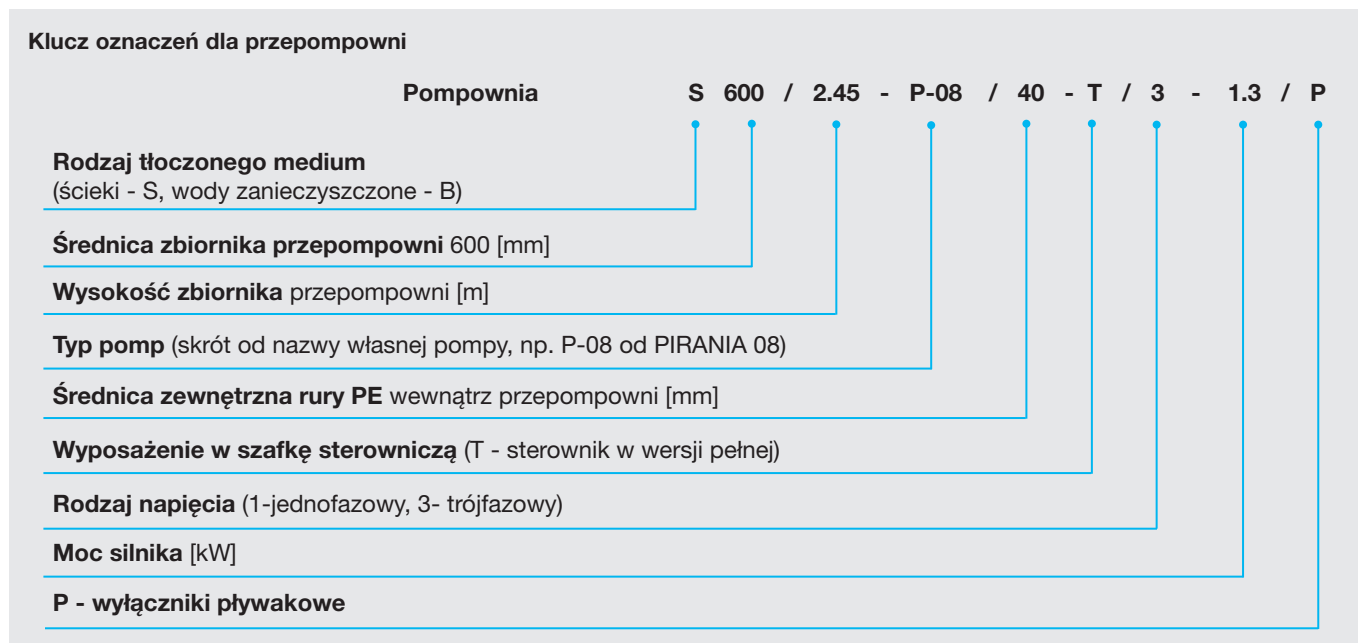 Klucz oznaczeń dla przepompowni
Pompownia S 600 / 2.45 - P-08 / 40 - T / 3 - 1.3 / P
Rodzaj tłoczonego medium
(ścieki - S, wody zanieczyszczone - B)
Średnica zbiornika przepompowni 600 [mm]
Wysokość zbiornika przepompowni [m]
Typ pomp (skrót od nazwy własnej pompy, np. P-08 od PIRANIA 08)
Średnica zewnętrzna rury PE wewnątrz przepompowni [mm]
Wyposażenie w szafkę sterowniczą (T - sterownik w wersji pełnej)
Rodzaj napięcia (1-jednofazowy, 3- trójfazowy)
Moc silnika [kW]
P - wyłączniki pływakowe